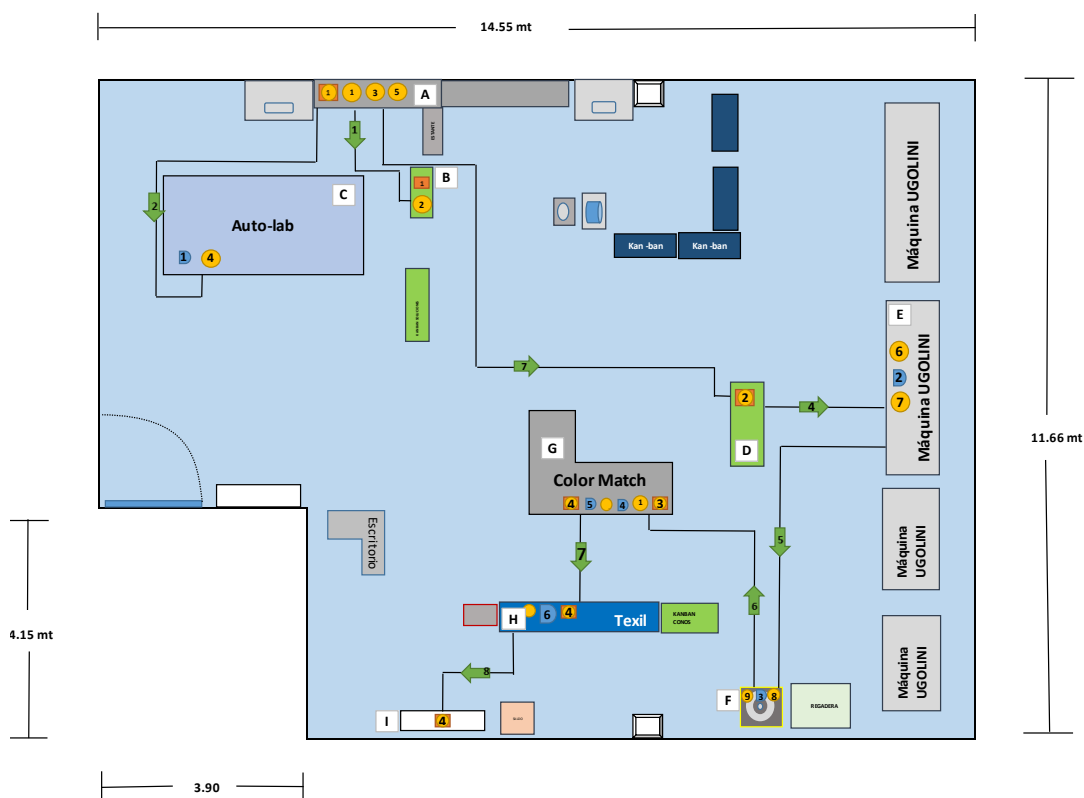 14.55 mt
1 1 3 5 A
ESTANTE
1
B
1
2
C
2
Auto-lab
1 4
Máquina UGOLINI
Kan -ban
Kan -ban
E
6
2
7
Máquina UGOLINI
7
2
4
D
11.66 mt
G
Color Match
4 5 4 1 3
Escritorio
7
5
6
Máquina
UGOLINI
4.15 mt
H
6
4
Texil
KANBAN
CONOS
8
Máquina
UGOLINI
F
9 3 8
REGADERA
I
4
3.90